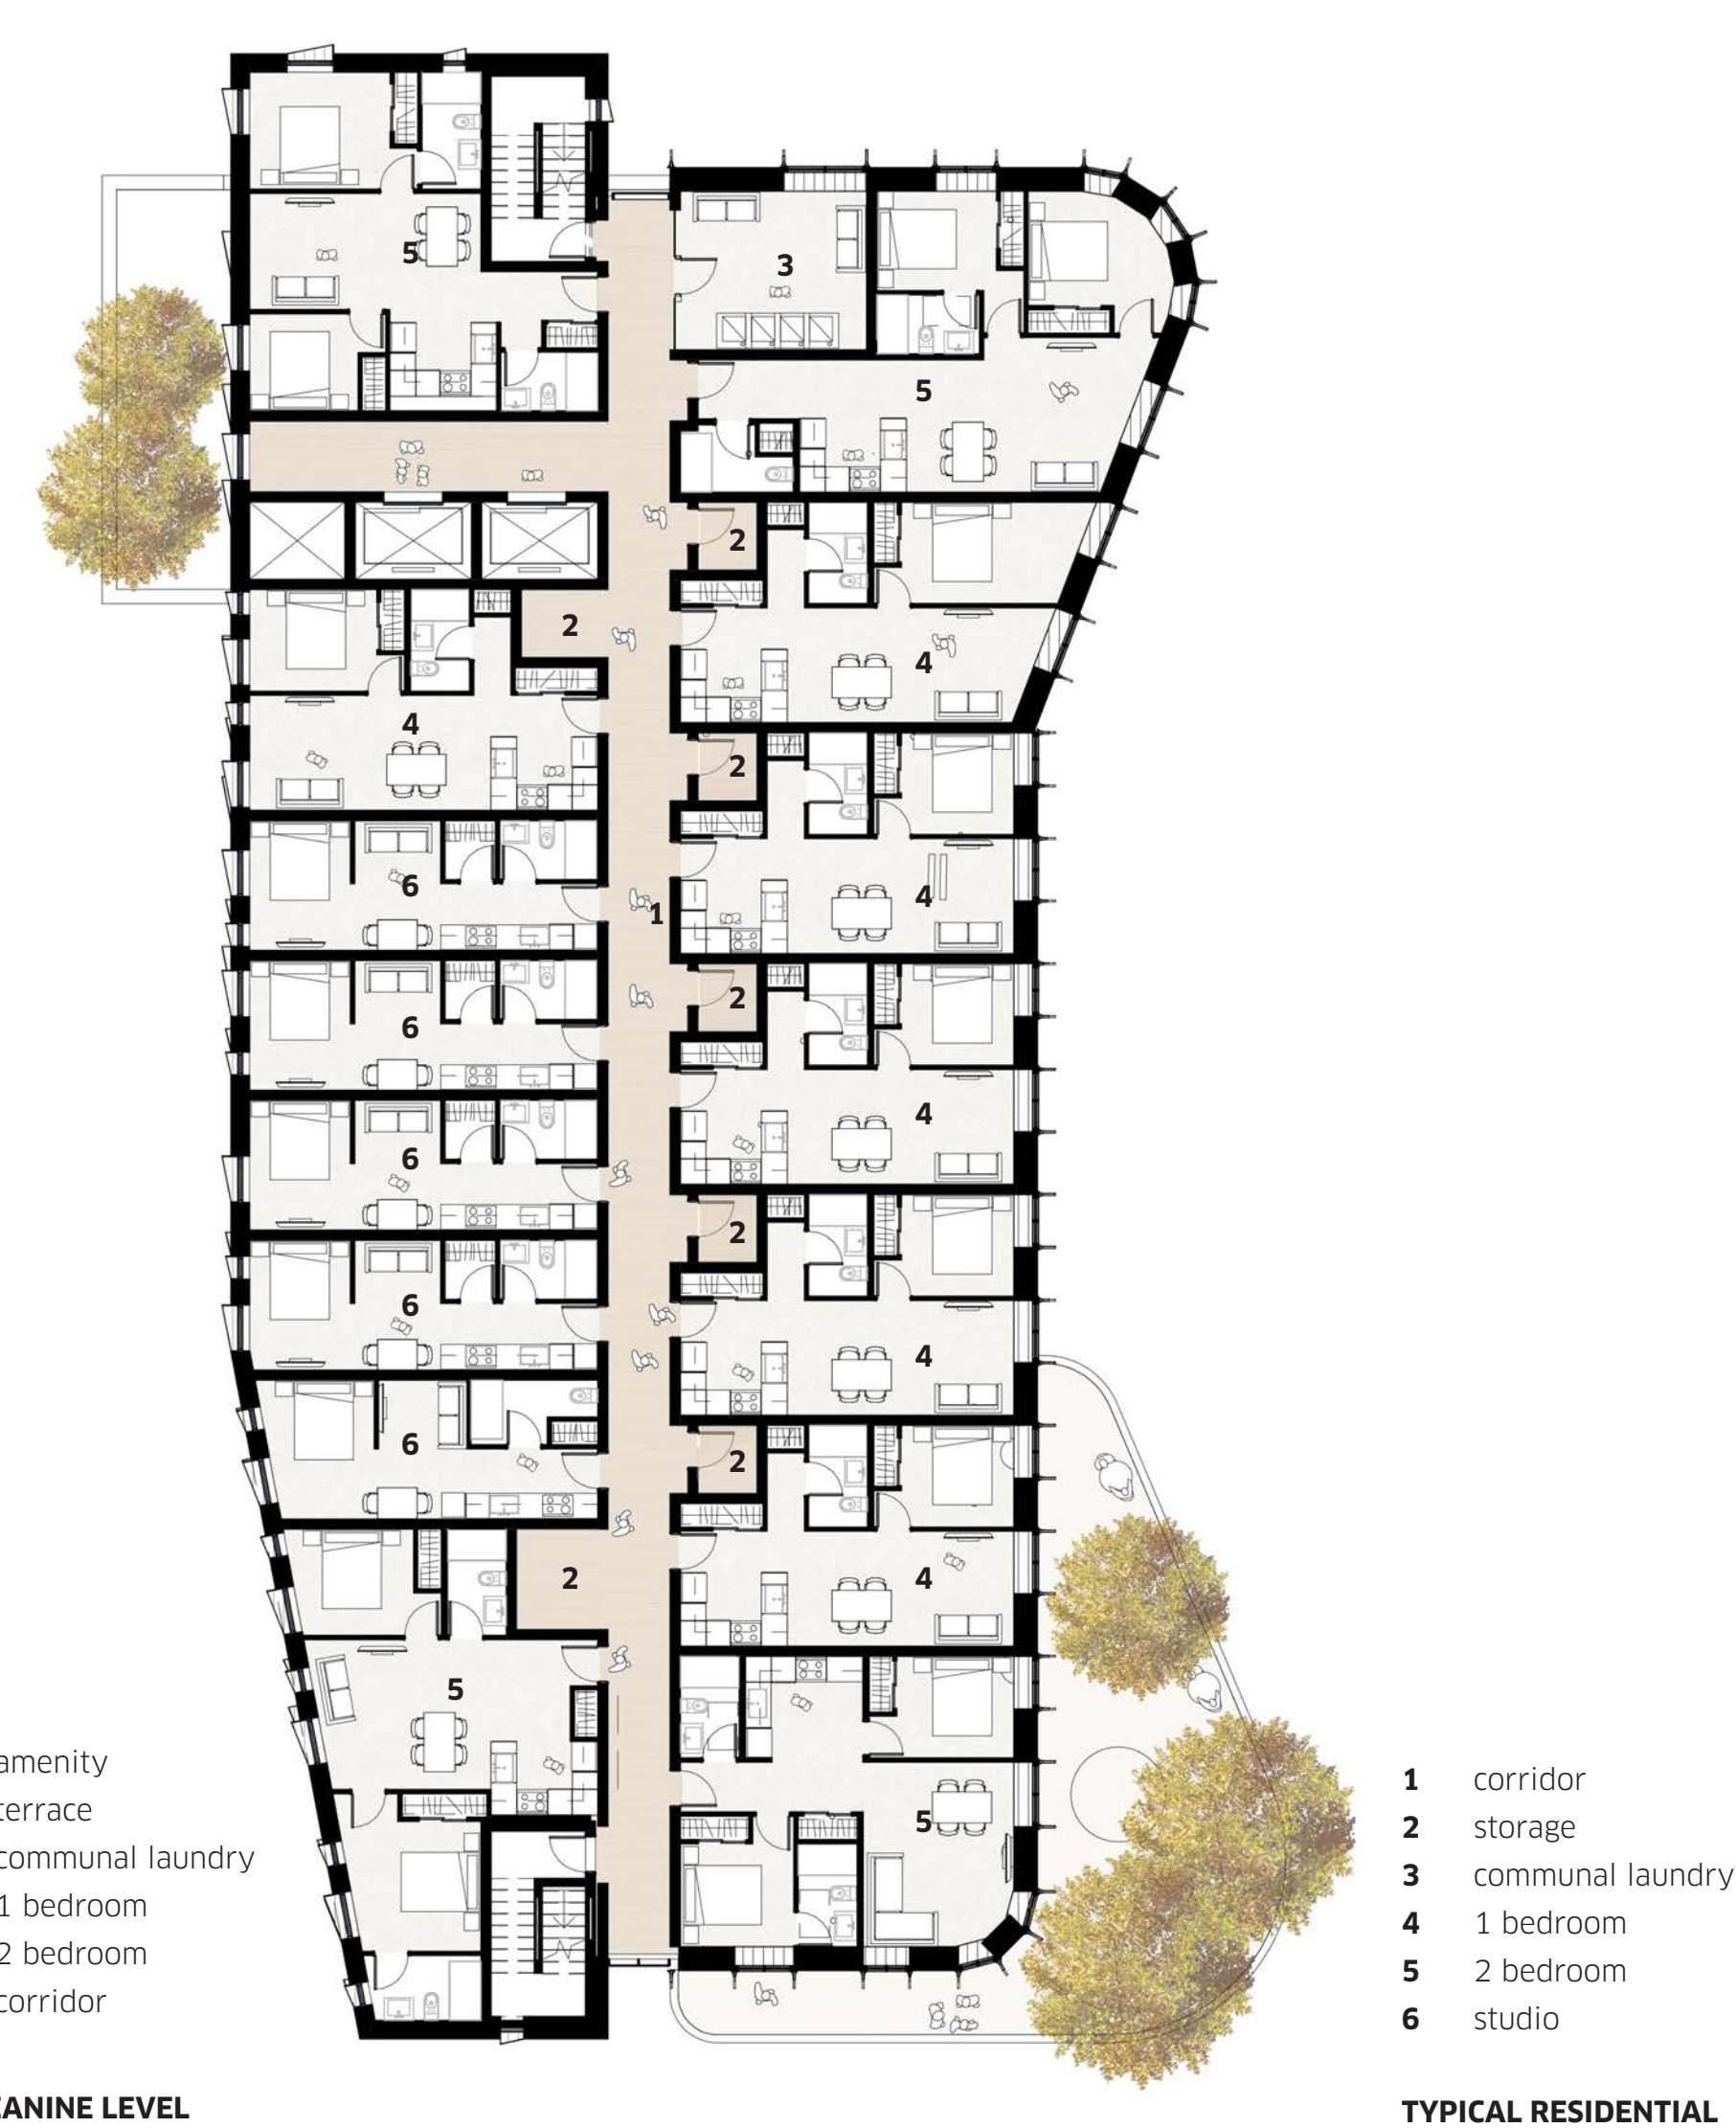 5
3
5
2
2
4
4
2
4
6
1
2
6
4
6
2
6
4
6
2
2
4
5
5
amenity
terrace
communal laundry
1 bedroom
2 bedroom
corridor
EANINE LEVEL
1 corridor
2 storage
3 communal laundry
4 1 bedroom
5 2 bedroom
6 studio
TYPICAL RESIDENTIAL